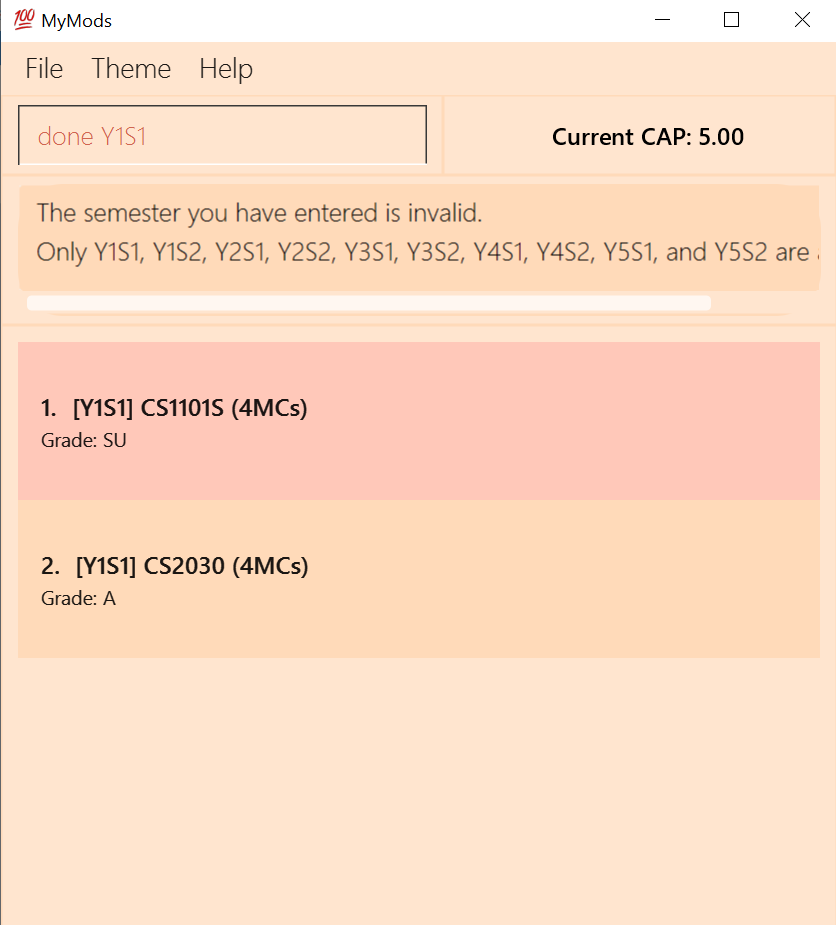 💯 MyMods
File Theme Help
done Y1S1
Current CAP: 5.00
The semester you have entered is invalid.
Only Y1S1, Y1S2, Y2S1, Y2S2, Y3S1, Y3S2, Y4S1, Y4S2, Y5S1, and Y5S2 are
1. [Y1S1] CS1101S (4MCs)
Grade: SU
2. [Y1S1] CS2030 (4MCs)
Grade: A